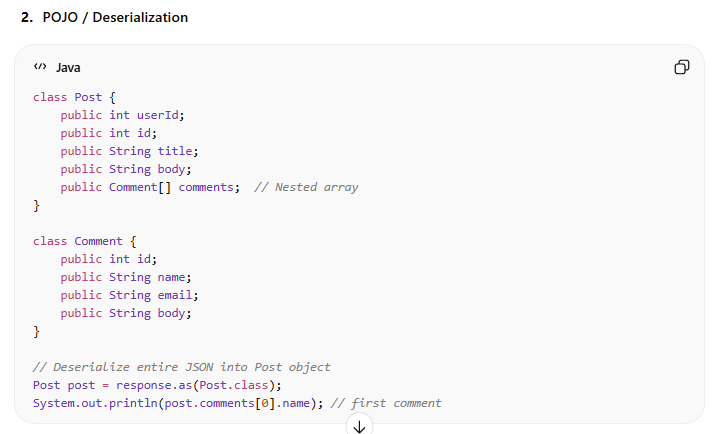 2. POJO / Deserialization
</> Java
class Post {
    public int userId;
    public int id;
    public String title;
    public String body;
    public Comment[] comments;  // Nested array
}
class Comment {
    public int id;
    public String name;
    public String email;
    public String body;
}
// Deserialize entire JSON into Post object
Post post = response.as(Post.class);
System.out.println(post.comments[0].name); // first comment